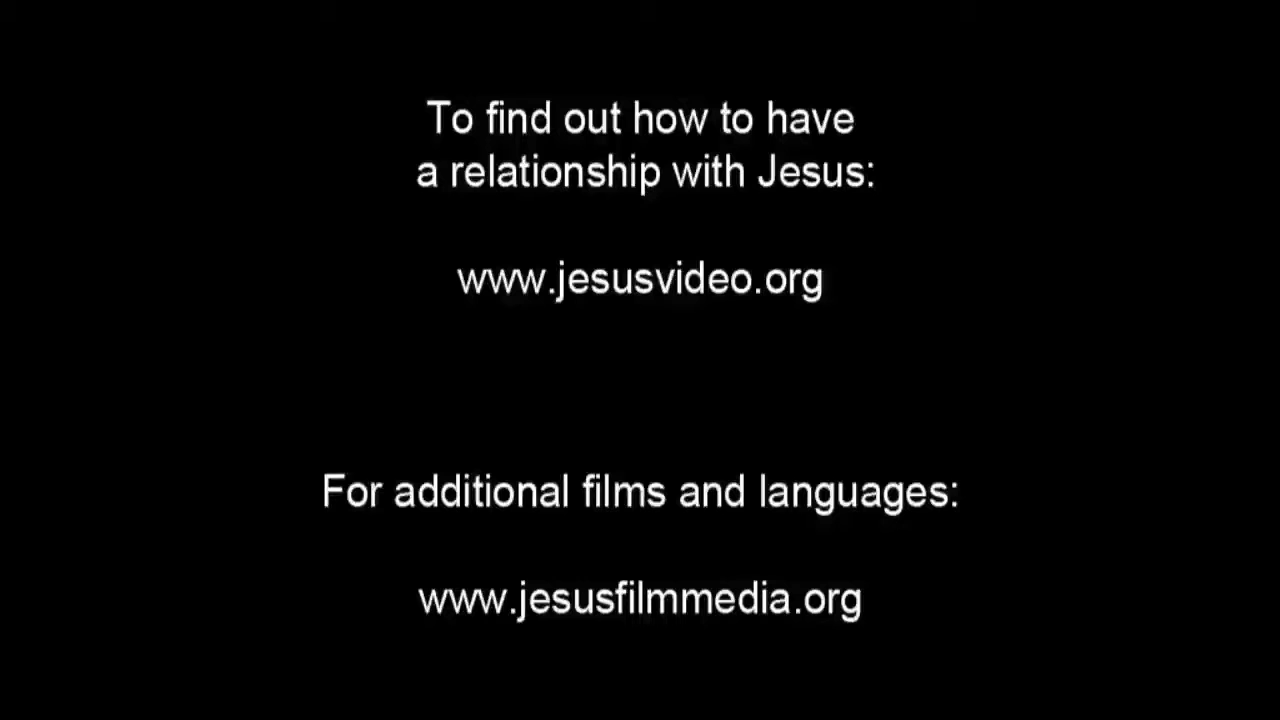 To find out how to have
a relationship with Jesus:
www.jesusvideo.org
For additional films and languages:
www.jesusfilmmedia.org